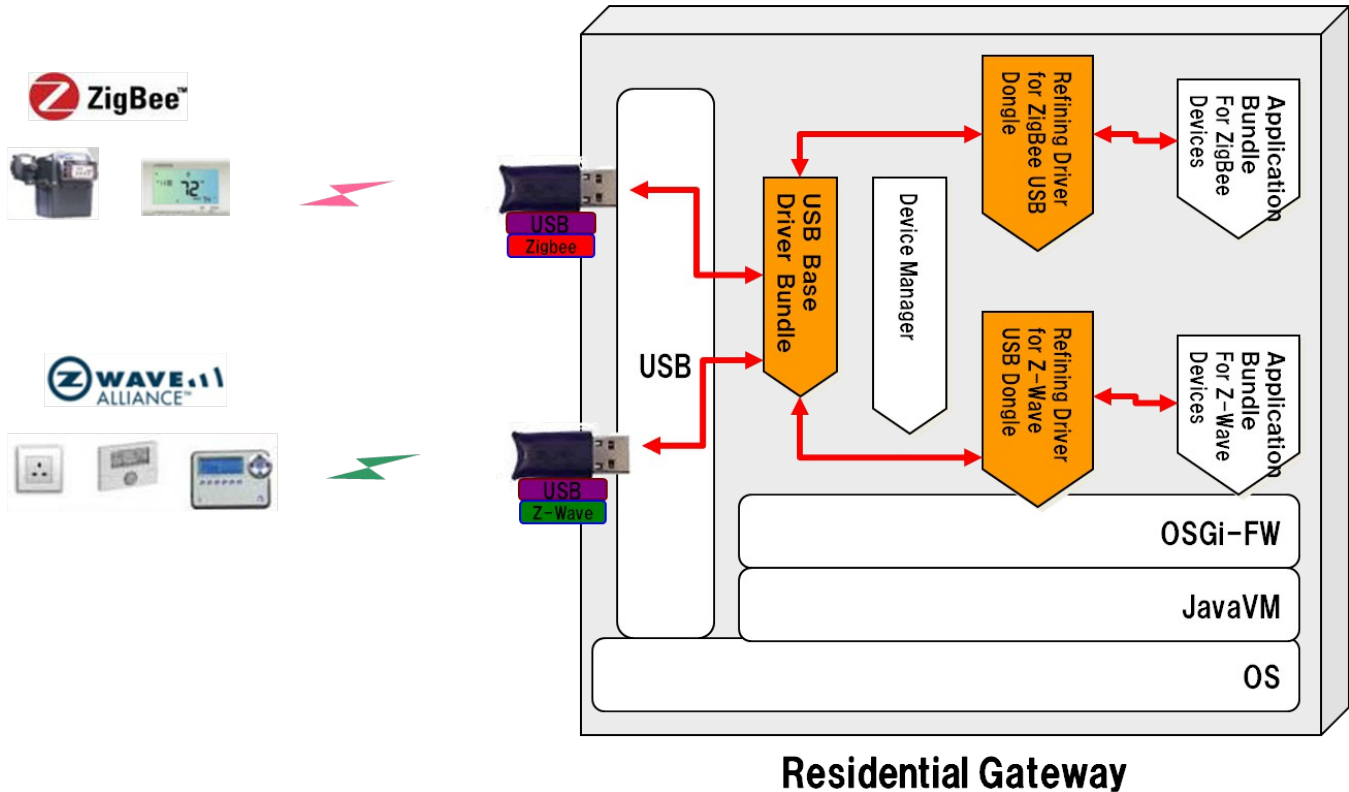 ZigBee™
72
USB
Zigbee
Z WAVE
ALLIANCE™
USB
Z-Wave
USB
USB Base
Driver Bundle
Device Manager
Refining Driver
for ZigBee USB
Dongle
Application
Bundle
For ZigBee
Devices
Refining Driver
for Z-Wave
USB Dongle
Application
Bundle
For Z-Wave
Devices
OSGi-FW
JavaVM
OS
Residential Gateway